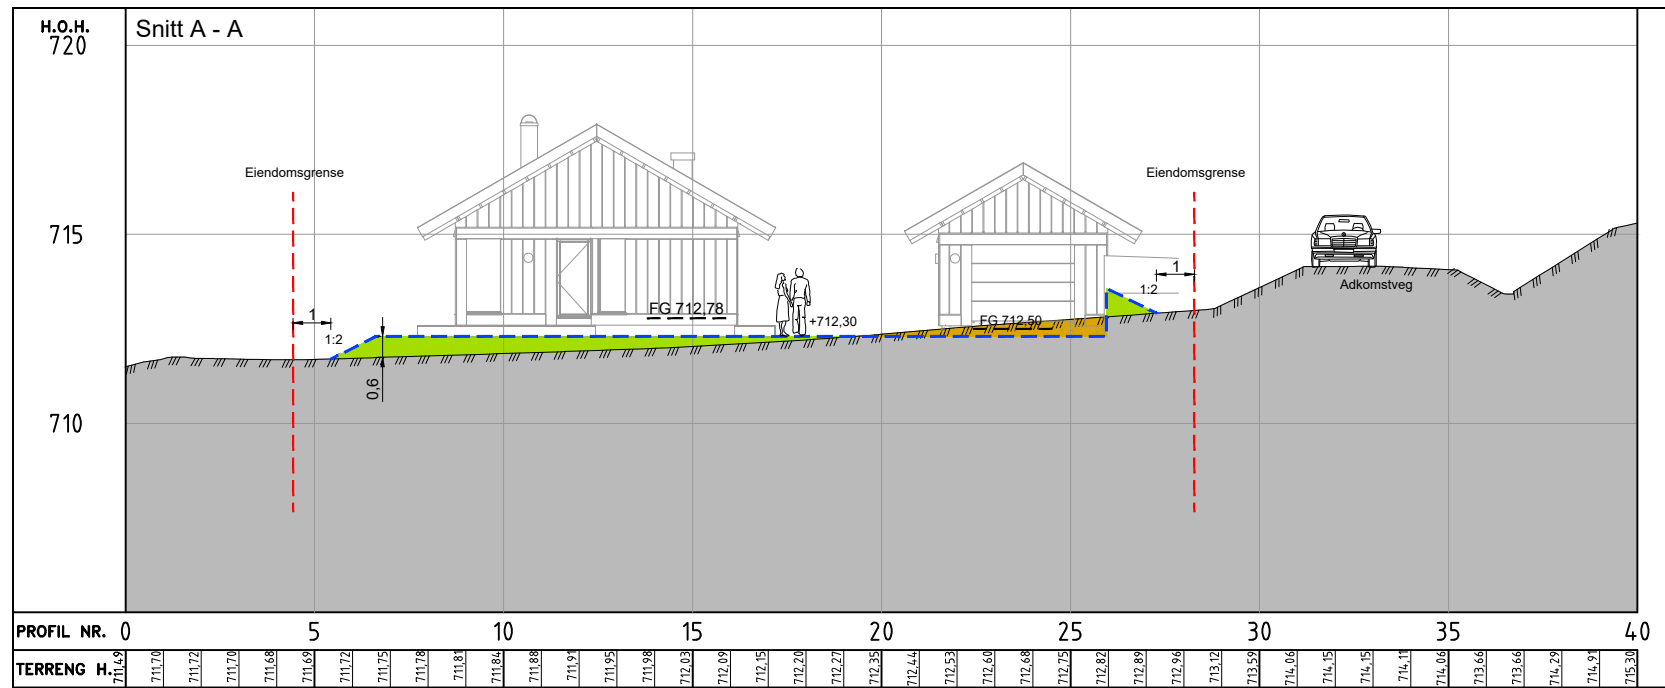 H.O.H.
Snitt A - A
720
Eiendomsgrense
Eiendomsgrense
715
1
1:2
Adkomstveg
FG 712,78
1
+712,30
FG 712,50
1:2
0,6
710
PROFIL NR. 0 5 10 15 20 25 30 35 40
TERRENG H. 711,49 711,70 711,72 711,70 711,68 711,69 711,72 711,75 711,78 711,81 711,84 711,88 711,91 711,95 711,98 712,03 712,09 712,15 712,20 712,27 712,35 712,44 712,53 712,60 712,68 712,75 712,82 712,89 712,96 713,12 713,59 714,06 714,15 714,15 714,11 714,06 713,66 713,66 714,29 714,91 715,30